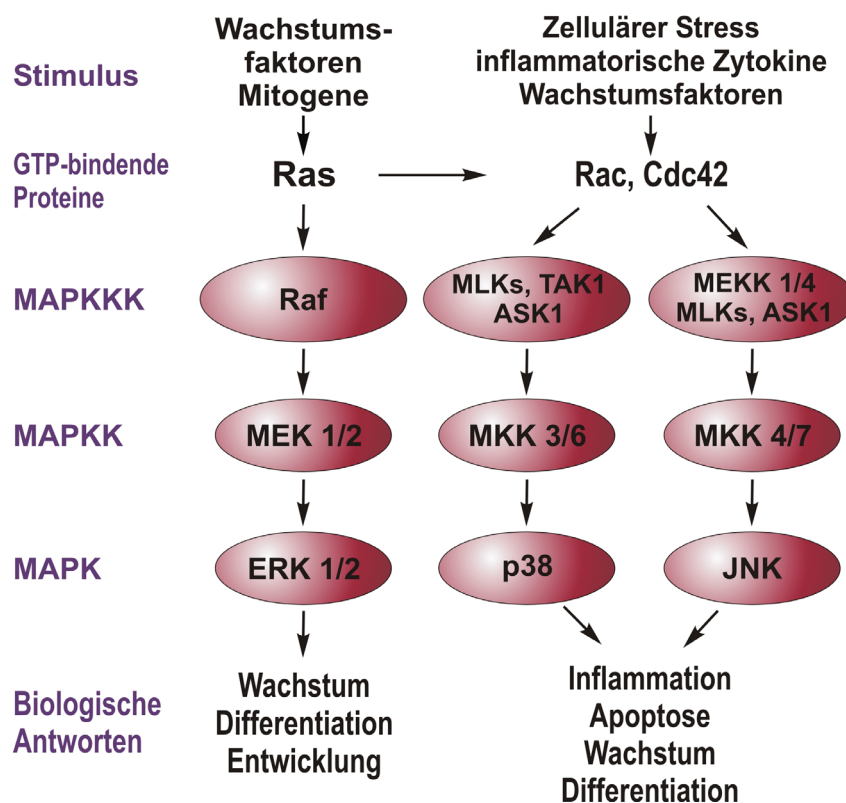 Stimulus
Wachstums-
faktoren
Mitogene
Zellulärer Stress
inflammatorische Zytokine
Wachstumsfaktoren
GTP-bindende
Proteine
Ras
Rac, Cdc42
MAPKKK
Raf
MLKs, TAK1
ASK1
MEKK 1/4
MLKs, ASK1
MAPKK
MEK 1/2
MKK 3/6
MKK 4/7
MAPK
ERK 1/2
p38
JNK
Biologische
Antworten
Wachstum
Differentiation
Entwicklung
Inflammation
Apoptose
Wachstum
Differentiation